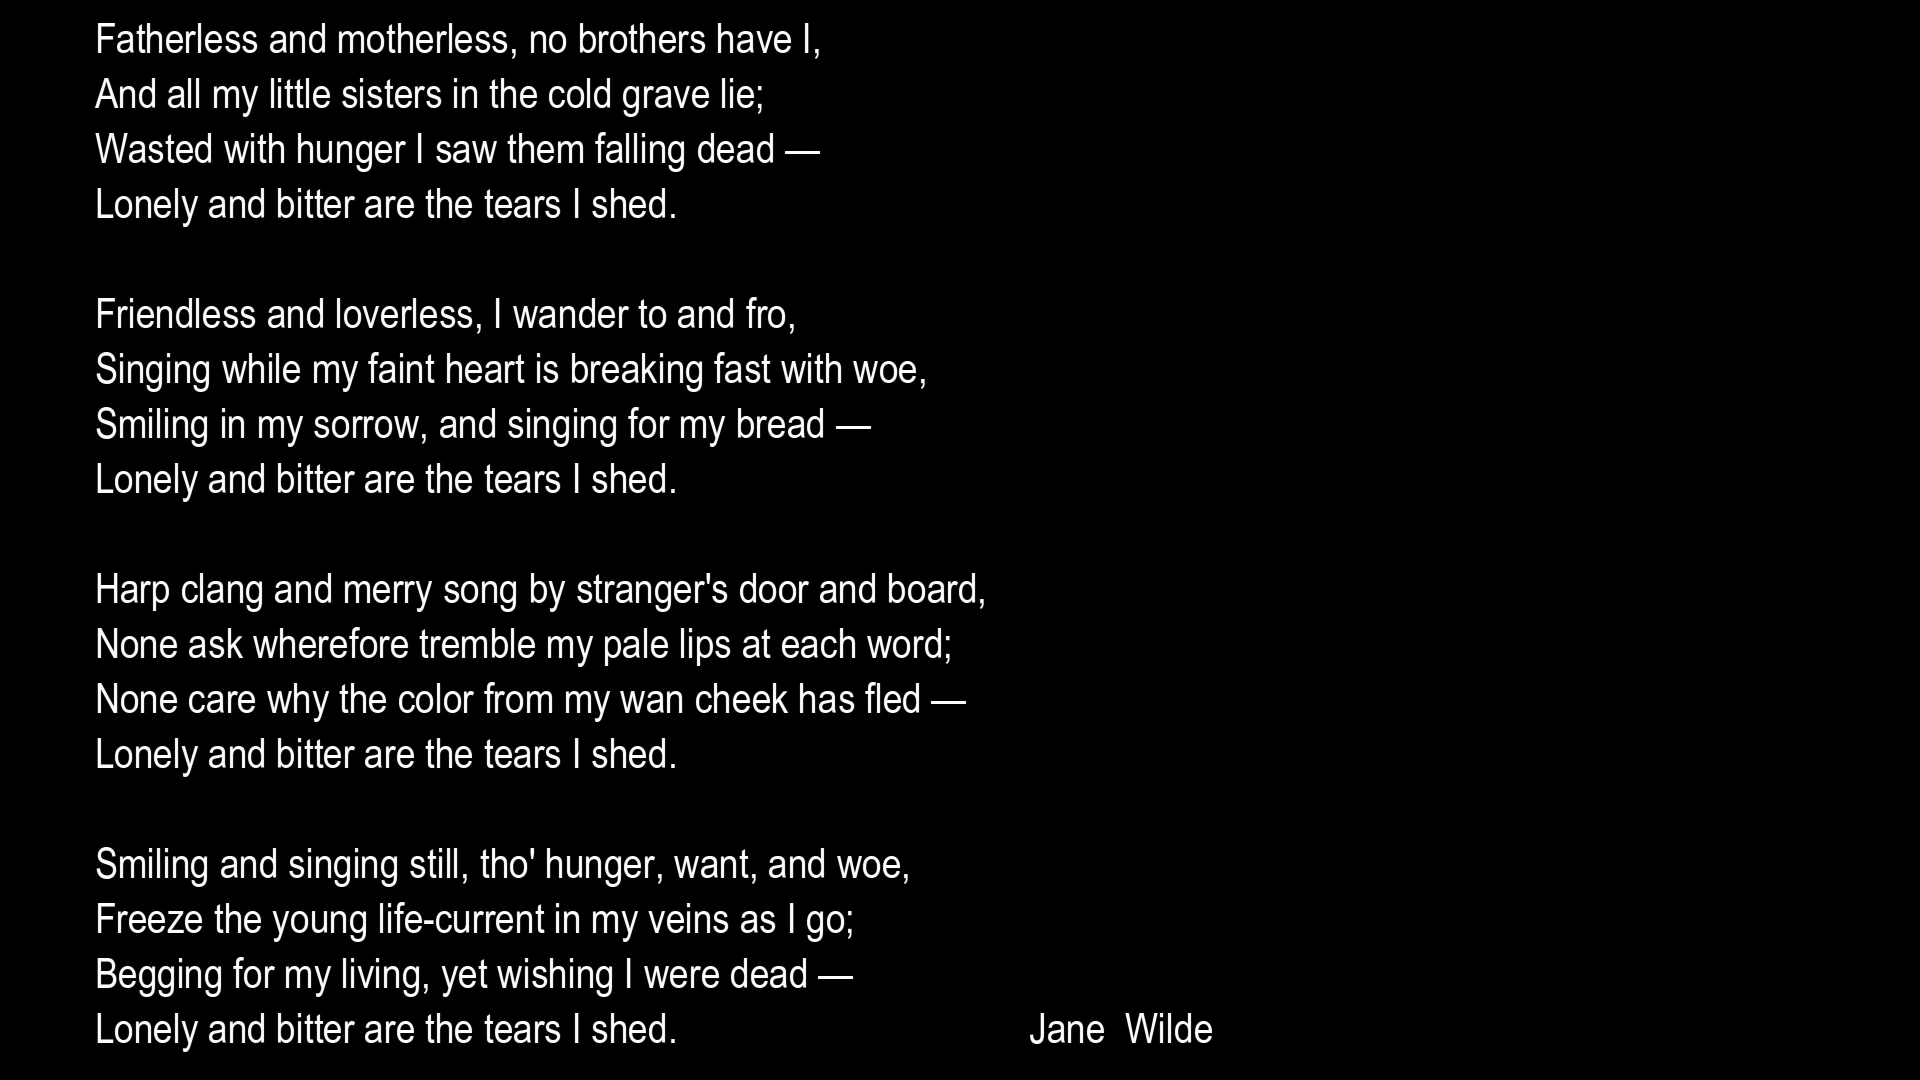 Fatherless and motherless, no brothers have I,
And all my little sisters in the cold grave lie;
Wasted with hunger I saw them falling dead —
Lonely and bitter are the tears I shed.

Friendless and loverless, I wander to and fro,
Singing while my faint heart is breaking fast with woe,
Smiling in my sorrow, and singing for my bread —
Lonely and bitter are the tears I shed.

Harp clang and merry song by stranger's door and board,
None ask wherefore tremble my pale lips at each word;
None care why the color from my wan cheek has fled —
Lonely and bitter are the tears I shed.

Smiling and singing still, tho' hunger, want, and woe,
Freeze the young life-current in my veins as I go;
Begging for my living, yet wishing I were dead —
Lonely and bitter are the tears I shed. Jane Wilde